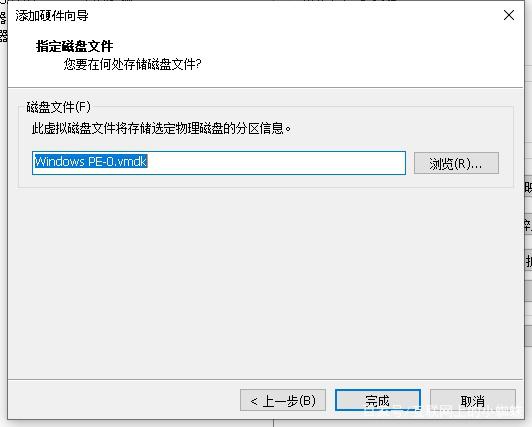 添加硬件向导
指定磁盘文件
您要在何处存储磁盘文件?
磁盘文件(F)
此虚拟磁盘文件将存储选定物理磁盘的分区信息。
Windows PE-0.vmdk
浏览(R)...
< 上一步(B)
完成
取消